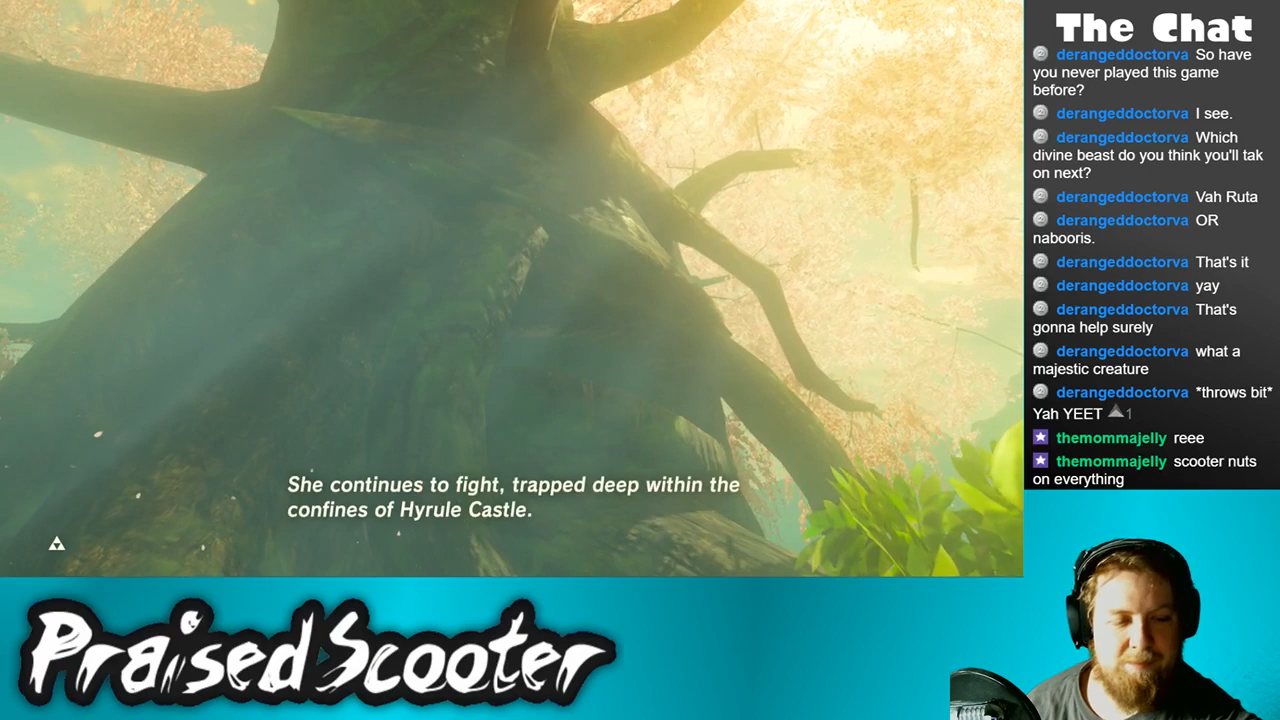 The Chat
derangeddoctorva So have
you never played this game
before?
derangeddoctorva I see.
derangeddoctorva Which
divine beast do you think you'll tak
on next?
derangeddoctorva Vah Ruta
derangeddoctorva OR
nabooris.
derangeddoctorva That's it
derangeddoctorva yay
derangeddoctorva That's
gonna help surely
derangeddoctorva what a
majestic creature
derangeddoctorva *throws bit*
Yah YEET 1
themommajelly reee
themommajelly scooter nuts
on everything
She continues to fight, trapped deep within the
confines of Hyrule Castle.
PraisedScooter